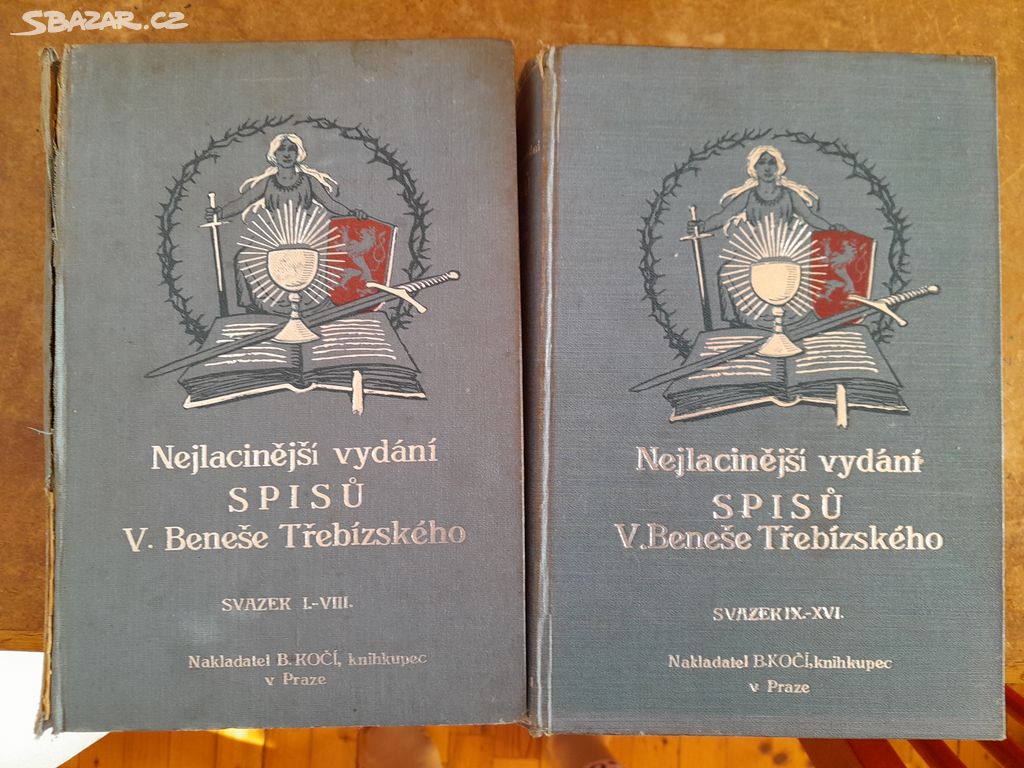 SBAZAR.CZ
Nejlacinější vydání
SPISŮ
V. Beneše Třebízského
SVAZEK I.-VIII.
Nakladatel B. KOČÍ, knihkupec
v Praze
Nejlacinější vydání
SPISŮ
V. Beneše Třebízského
SVAZEK IX.-XVI.
Nakladatel B. KOČÍ, knihkupec
v Praze